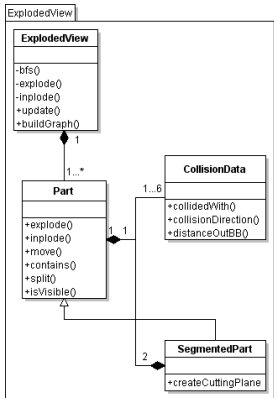 ExplodedView
ExplodedView
-bfs()
-explode()
-inplode()
+update()
+buildGraph()
1
1...*
Part
+explode()
+inplode()
+move()
+contains()
+split()
+isVisible()
1 1
1...6
CollisionData
+collidedWith()
+collisionDirection()
+distanceOutBB()
2
SegmentedPart
+createCuttingPlane